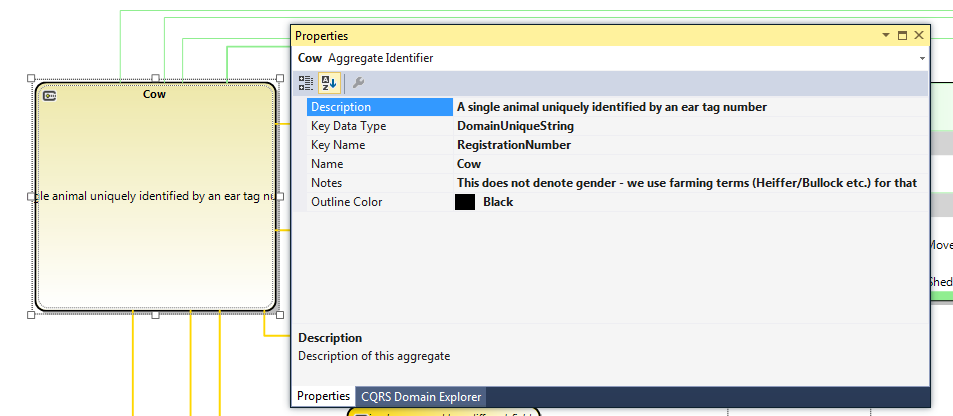 Properties
Cow Aggregate Identifier
Cow
Description A single animal uniquely identified by an ear tag number
Key Data Type DomainUniqueString
Key Name RegistrationNumber
Name Cow
Notes This does not denote gender - we use farming terms (Heiffer/Bullock etc.) for that
Outline Color Black
gle animal uniquely identified by an ear tag nu
Move
Shed
Description
Description of this aggregate
Properties CQRS Domain Explorer